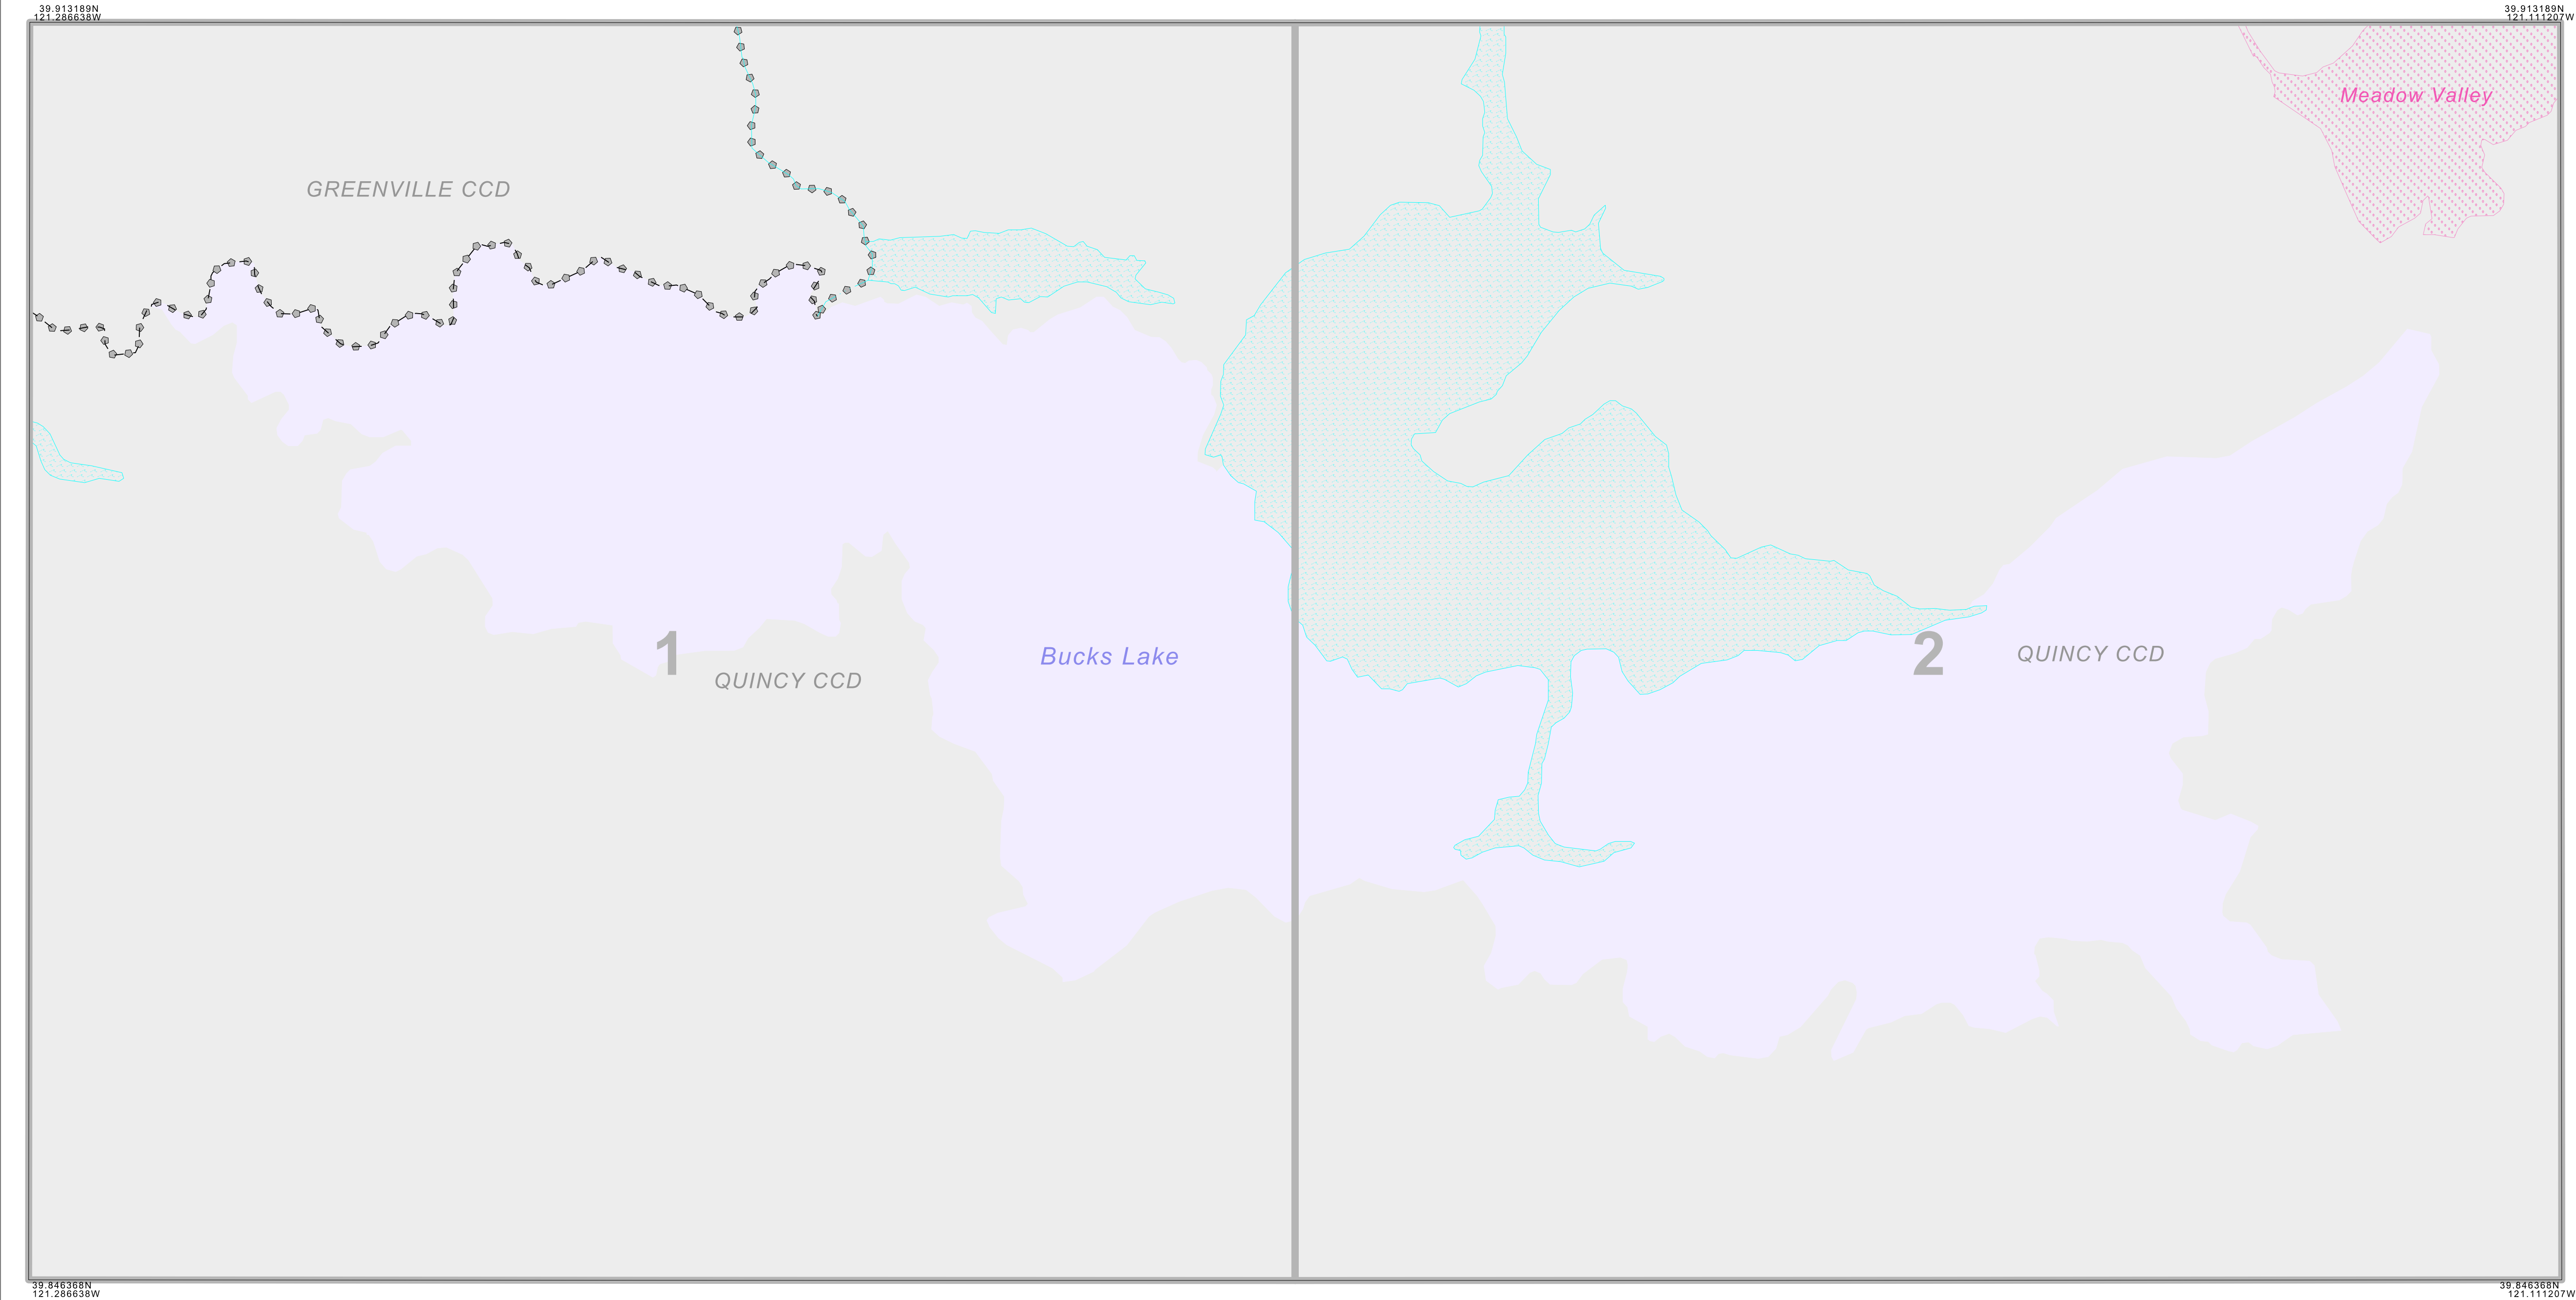 39.913189N
121.286638W
39.913189N
121.111207W
Meadow Valley
GREENVILLE CCD
1
QUINCY CCD
Bucks Lake
2
QUINCY CCD
39.846368N
121.286638W
39.846368N
121.111207W